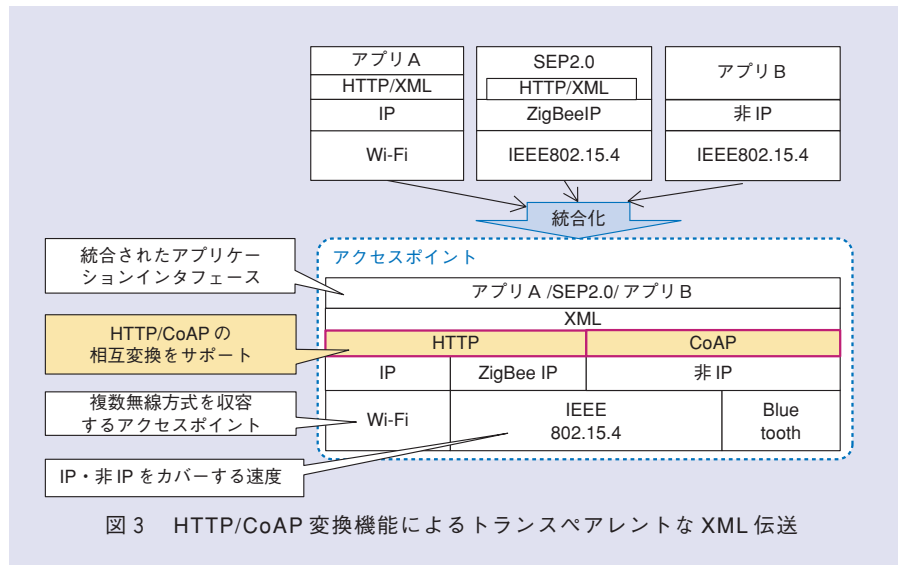 アプリA
HTTP/XML
IP
Wi-Fi
SEP2.0
HTTP/XML
ZigBeeIP
IEEE802.15.4
アプリB
非IP
IEEE802.15.4
統合化
統合されたアプリケー
ションインタフェース
HTTP/CoAPの
相互変換をサポート
複数無線方式を収容
するアクセスポイント
IP・非IPをカバーする速度
アクセスポイント
アプリA /SEP2.0/ アプリB
XML
HTTP
CoAP
IP
ZigBee IP
非IP
Wi-Fi
IEEE
802.15.4
Blue
tooth
図3 HTTP/CoAP変換機能によるトランスペアレントなXML伝送